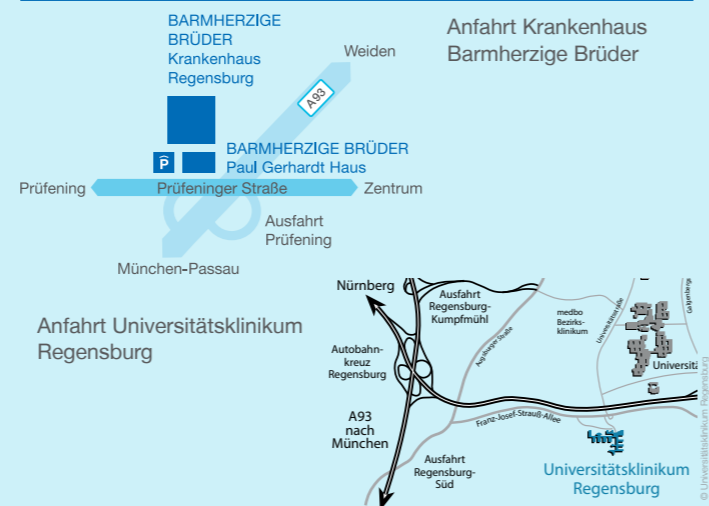 BARMHERZIGE
BRÜDER
Krankenhaus
Regensburg
Anfahrt Krankenhaus
Barmherzige Brüder
Weiden
A93
P
BARMHERZIGE BRÜDER
Paul Gerhardt Haus
Prüfening
Prüfeninger Straße
Zentrum
Ausfahrt
Prüfening
München-Passau
Anfahrt Universitätsklinikum
Regensburg
Nürnberg
Ausfahrt
Regensburg-
Kumpfmühl
medbo
Bezirks-
klinikum
Universitätsstraße
Galgenberg
Augsburger Straße
Autobahn-
kreuz
Regensburg
Universitä
A93
nach
München
Franz-Josef-Strauß-Allee
Ausfahrt
Regensburg-
Süd
Universitätsklinikum
Regensburg
© Universitätsklinikum Regensburg